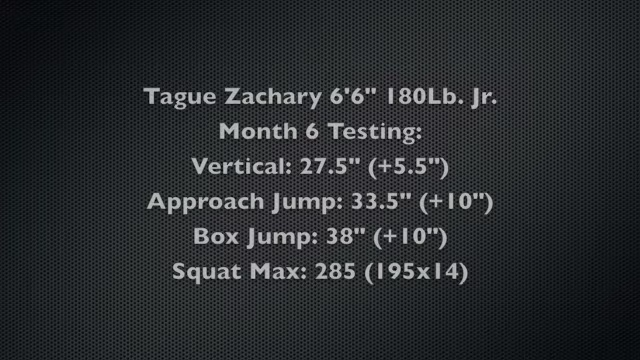 Tague Zachary 6'6" 180Lb. Jr.
Month 6 Testing:
Vertical: 27.5" (+5.5")
Approach Jump: 33.5" (+10")
Box Jump: 38" (+10")
Squat Max: 285 (195x14)